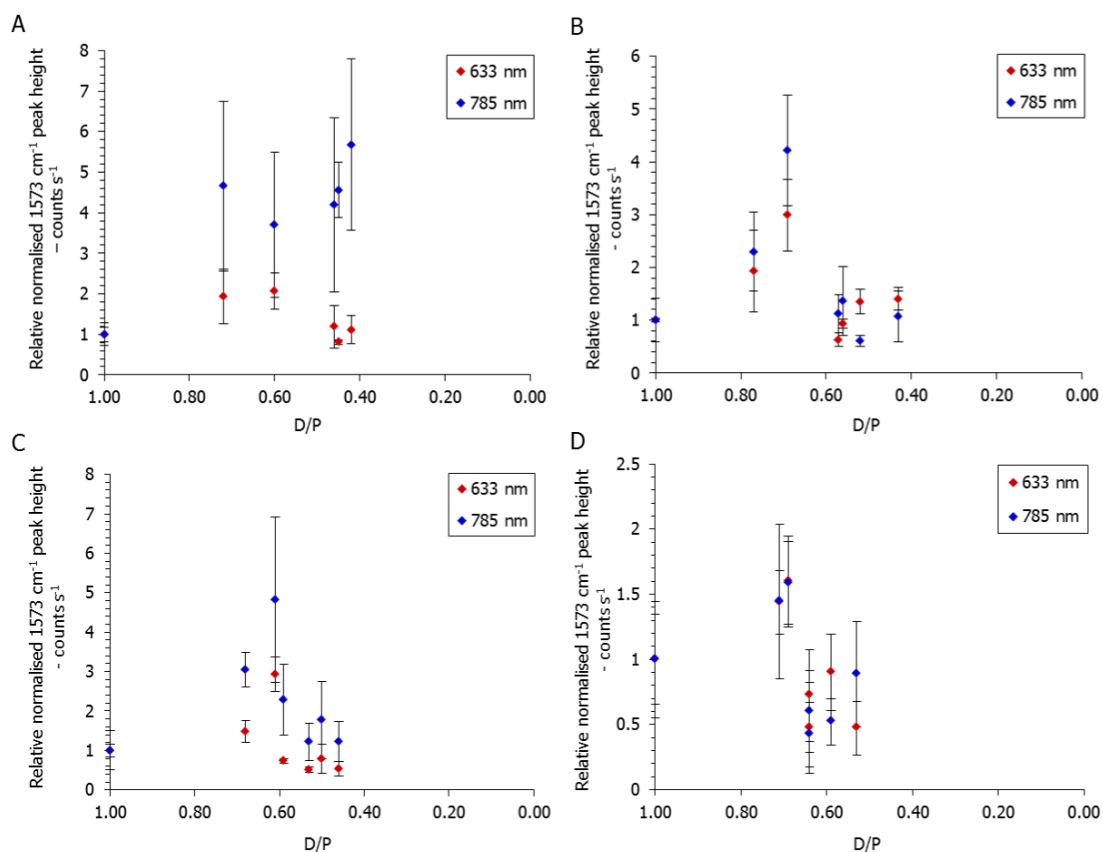 A
Relative normalised 1573 cm⁻¹ peak height
– counts s⁻¹
8
7
6
5
4
3
2
1
0
1.00 0.80 0.60 0.40 0.20 0.00
D/P
633 nm
785 nm
B
Relative normalised 1573 cm⁻¹ peak height
- counts s⁻¹
6
5
4
3
2
1
0
1.00 0.80 0.60 0.40 0.20 0.00
D/P
633 nm
785 nm
C
Relative normalised 1573 cm⁻¹ peak height
- counts s⁻¹
8
7
6
5
4
3
2
1
0
1.00 0.80 0.60 0.40 0.20 0.00
D/P
633 nm
785 nm
D
Relative normalised 1573 cm⁻¹ peak height
- counts s⁻¹
2.5
2
1.5
1
0.5
0
1.00 0.80 0.60 0.40 0.20 0.00
D/P
633 nm
785 nm